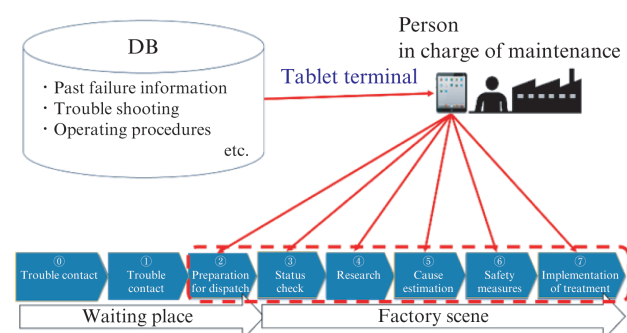 DB
・Past failure information
・Trouble shooting
・Operating procedures
etc.
Person
in charge of maintenance
Tablet terminal
⓪
Trouble contact
①
Trouble
contact
②
Preparation
for dispatch
③
Status
check
④
Research
⑤
Cause
estimation
⑥
Safety
measures
⑦
Implementation
of treatment
Waiting place
Factory scene